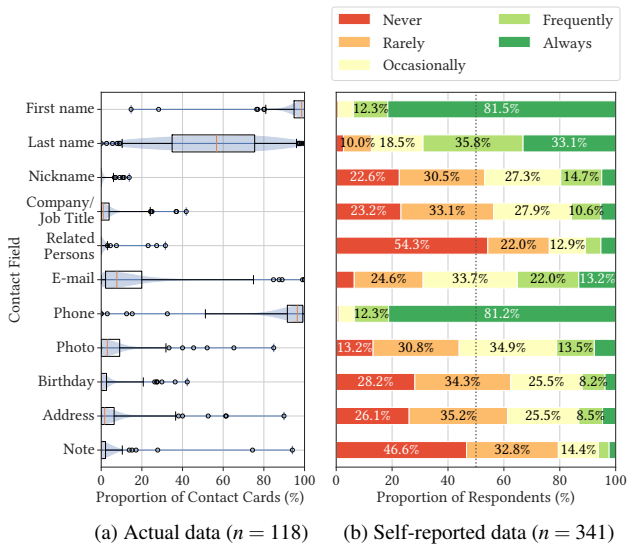 Never
Frequently
Rarely
Always
Occasionally
Contact Field
First name
12.3% 81.5%
Last name
10.0% 18.5% 35.8% 33.1%
Nickname
22.6% 30.5% 27.3% 14.7%
Company/
Job Title
23.2% 33.1% 27.9% 10.6%
Related
Persons
54.3% 22.0% 12.9%
E-mail
24.6% 33.7% 22.0% 13.2%
Phone
12.3% 81.2%
Photo
13.2% 30.8% 34.9% 13.5%
Birthday
28.2% 34.3% 25.5% 8.2%
Address
26.1% 35.2% 25.5% 8.5%
Note
46.6% 32.8% 14.4%
0 20 40 60 80 100
0 20 40 60 80 100
Proportion of Contact Cards (%)
Proportion of Respondents (%)
(a) Actual data (n = 118)
(b) Self-reported data (n = 341)